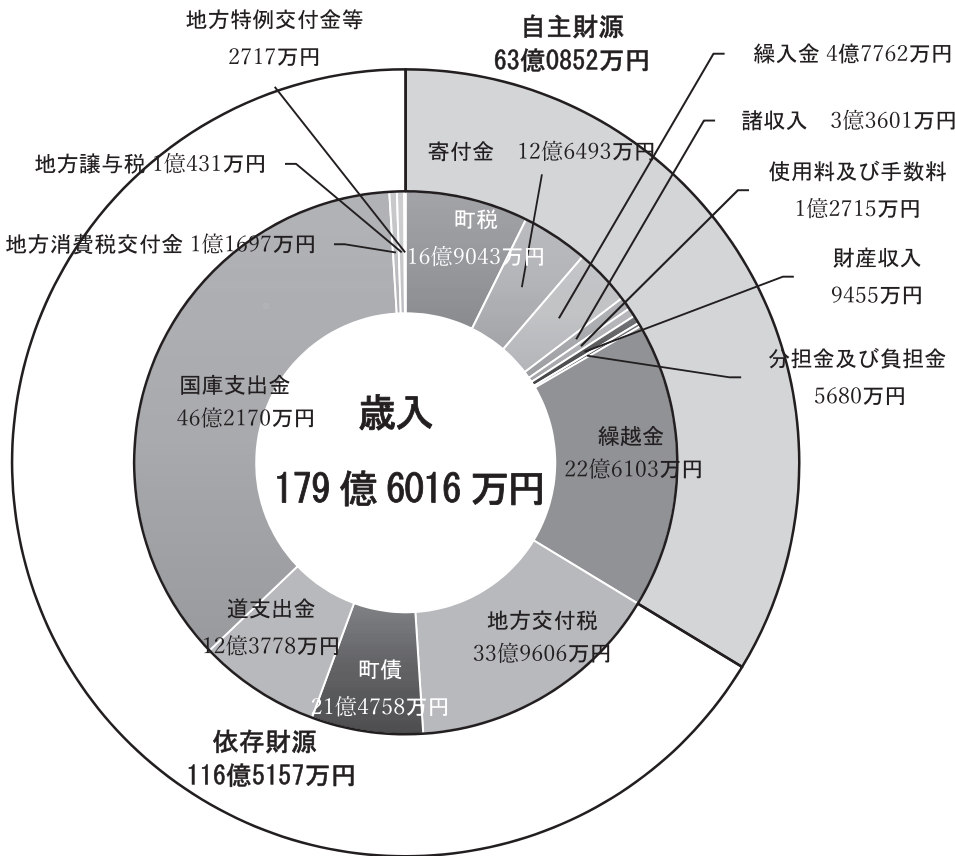 地方特例交付金等
2717万円
自主財源
63億0852万円
繰入金 4億7762万円
諸収入 3億3601万円
寄付金 12億6493万円
地方譲与税 1億431万円
使用料及び手数料
1億2715万円
町税
16億9043万円
地方消費税交付金 1億1697万円
財産収入
9455万円
分担金及び負担金
5680万円
国庫支出金
46億2170万円
歳入
179億6016万円
繰越金
22億6103万円
道支出金
12億3778万円
地方交付税
33億9606万円
町債
21億4758万円
依存財源
116億5157万円